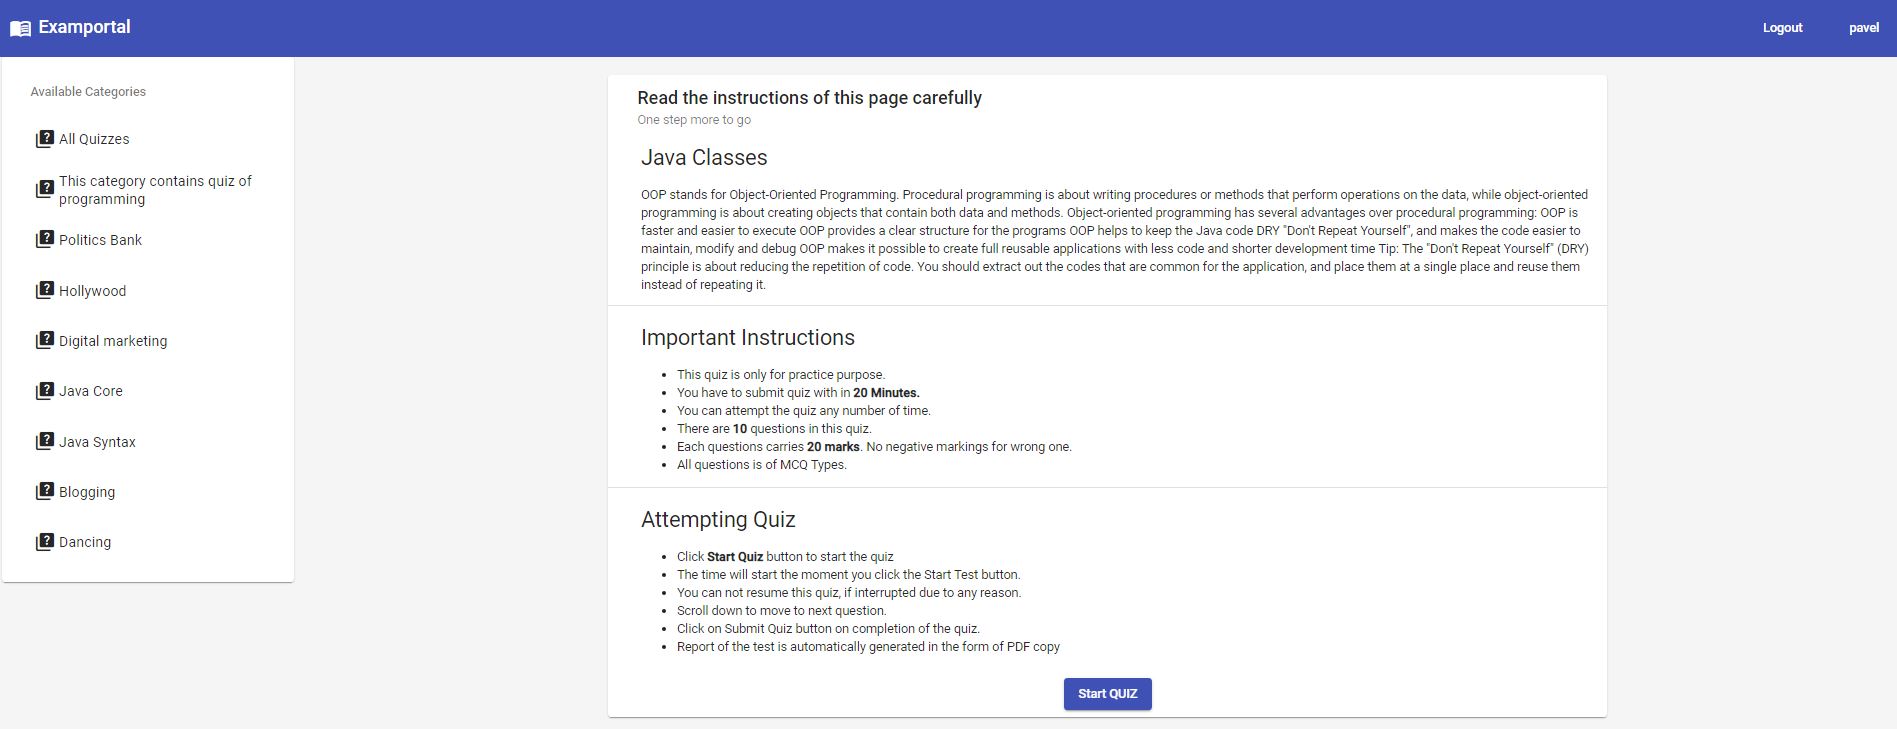 Examportal
Logout
pavel
Available Categories
All Quizzes
This category contains quiz of
programming
Politics Bank
Hollywood
Digital marketing
Java Core
Java Syntax
Blogging
Dancing
Read the instructions of this page carefully
One step more to go
Java Classes
OOP stands for Object-Oriented Programming. Procedural programming is about writing procedures or methods that perform operations on the data, while object-oriented
programming is about creating objects that contain both data and methods. Object-oriented programming has several advantages over procedural programming: OOP is
faster and easier to execute OOP provides a clear structure for the programs OOP helps to keep the Java code DRY "Don't Repeat Yourself", and makes the code easier to
maintain, modify and debug OOP makes it possible to create full reusable applications with less code and shorter development time Tip: The "Don't Repeat Yourself" (DRY)
principle is about reducing the repetition of code. You should extract out the codes that are common for the application, and place them at a single place and reuse them
instead of repeating it.
Important Instructions
• This quiz is only for practice purpose.
• You have to submit quiz with in 20 Minutes.
• You can attempt the quiz any number of time.
• There are 10 questions in this quiz.
• Each questions carries 20 marks. No negative markings for wrong one.
• All questions is of MCQ Types.
Attempting Quiz
• Click Start Quiz button to start the quiz
• The time will start the moment you click the Start Test button.
• You can not resume this quiz, if interrupted due to any reason.
• Scroll down to move to next question.
• Click on Submit Quiz button on completion of the quiz.
• Report of the test is automatically generated in the form of PDF copy
Start QUIZ